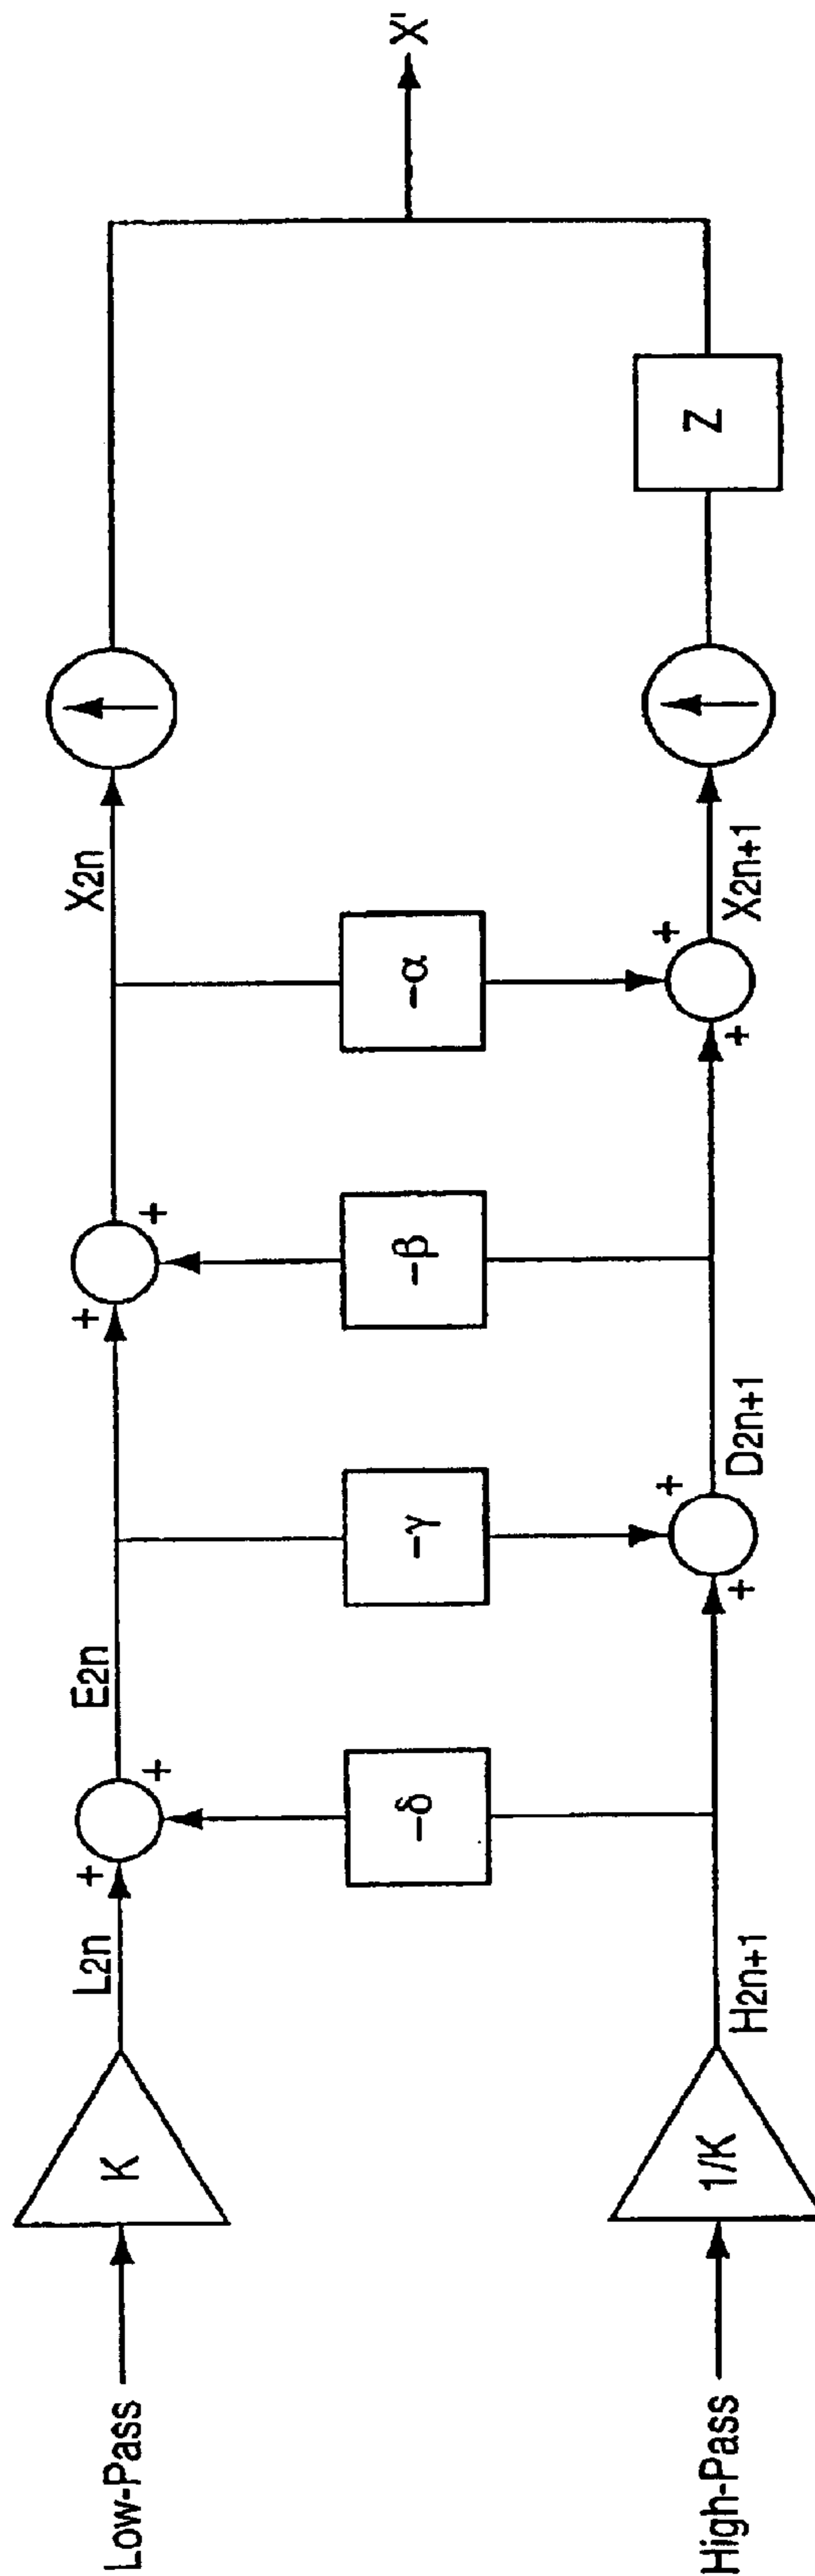 Low-Pass
K
L2n
+
+
E2n
+
+
X2n
X'
-δ
-γ
-β
-α
High-Pass
1/K
H2n+1
+
+
D2n+1
+
+
X2n+1
Z